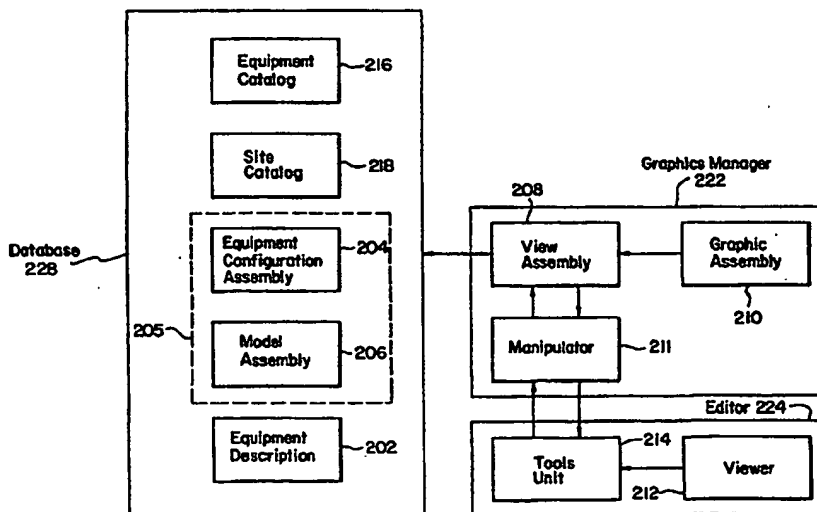 Equipment
Catalog
216
Site
Catalog
218
Database
228
205
Equipment
Configuration
Assembly
204
Model
Assembly
206
Equipment
Description
202
Graphics Manager
222
208
View
Assembly
Graphic
Assembly
210
Manipulator
211
Editor 224
214
Tools
Unit
Viewer
212